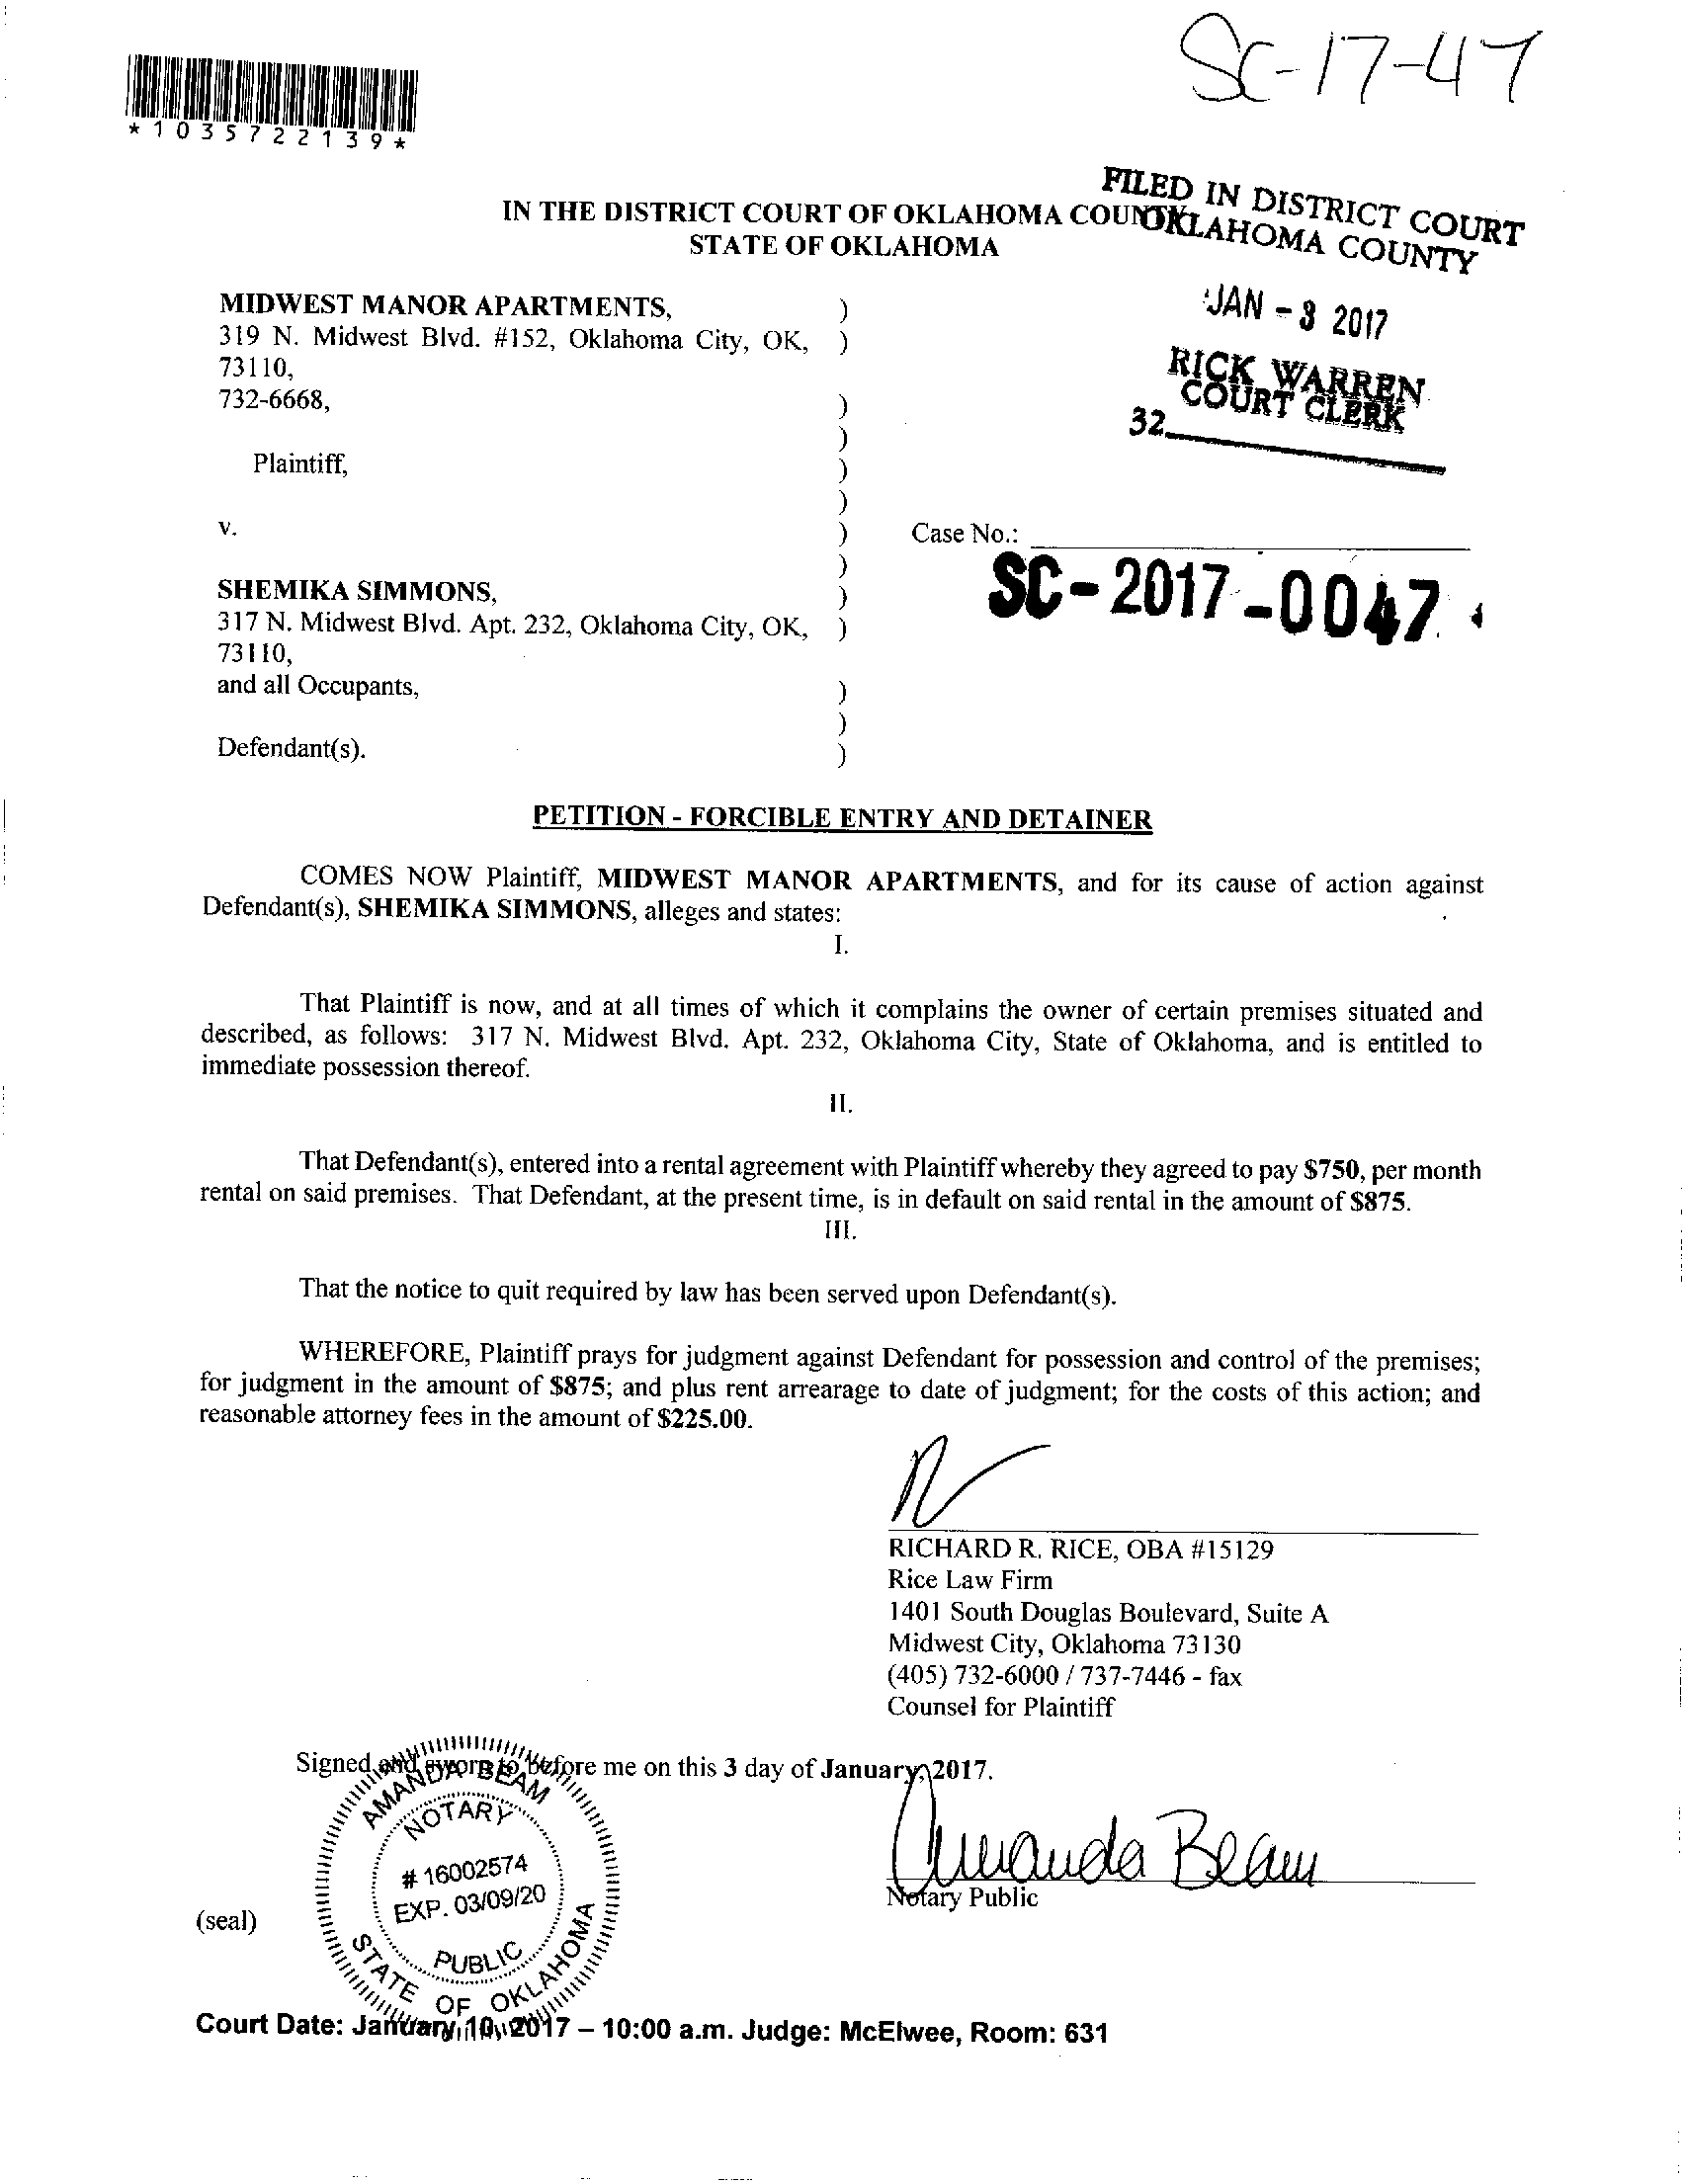 SC-17-47
*1035722139*
FILED IN DISTRICT COURT
OKLAHOMA COUNTY
IN THE DISTRICT COURT OF OKLAHOMA COUNTY
STATE OF OKLAHOMA
JAN - 3 2017
RICK WARREN
COURT CLERK
32
MIDWEST MANOR APARTMENTS, )
319 N. Midwest Blvd. #152, Oklahoma City, OK, )
73110,
732-6668, )
)
Plaintiff, )
)
v. ) Case No.:
)
SC-2017-0047
SHEMIKA SIMMONS, )
317 N. Midwest Blvd. Apt. 232, Oklahoma City, OK, )
73110,
and all Occupants, )
)
Defendant(s). )
PETITION - FORCIBLE ENTRY AND DETAINER
COMES NOW Plaintiff, MIDWEST MANOR APARTMENTS, and for its cause of action against
Defendant(s), SHEMIKA SIMMONS, alleges and states:
I.
That Plaintiff is now, and at all times of which it complains the owner of certain premises situated and
described, as follows: 317 N. Midwest Blvd. Apt. 232, Oklahoma City, State of Oklahoma, and is entitled to
immediate possession thereof.
II.
That Defendant(s), entered into a rental agreement with Plaintiff whereby they agreed to pay $750, per month
rental on said premises. That Defendant, at the present time, is in default on said rental in the amount of $875.
III.
That the notice to quit required by law has been served upon Defendant(s).
WHEREFORE, Plaintiff prays for judgment against Defendant for possession and control of the premises;
for judgment in the amount of $875; and plus rent arrearage to date of judgment; for the costs of this action; and
reasonable attorney fees in the amount of $225.00.
RICHARD R. RICE, OBA #15129
Rice Law Firm
1401 South Douglas Boulevard, Suite A
Midwest City, Oklahoma 73130
(405) 732-6000 / 737-7446 - fax
Counsel for Plaintiff
Signed and sworn to before me on this 3 day of January, 2017.
AMANDA BEAM
NOTARY
# 16002574
EXP. 03/09/20
PUBLIC
STATE OF OKLAHOMA
Amanda Beam
Notary Public
(seal)
Court Date: January 10, 2017 – 10:00 a.m. Judge: McElwee, Room: 631